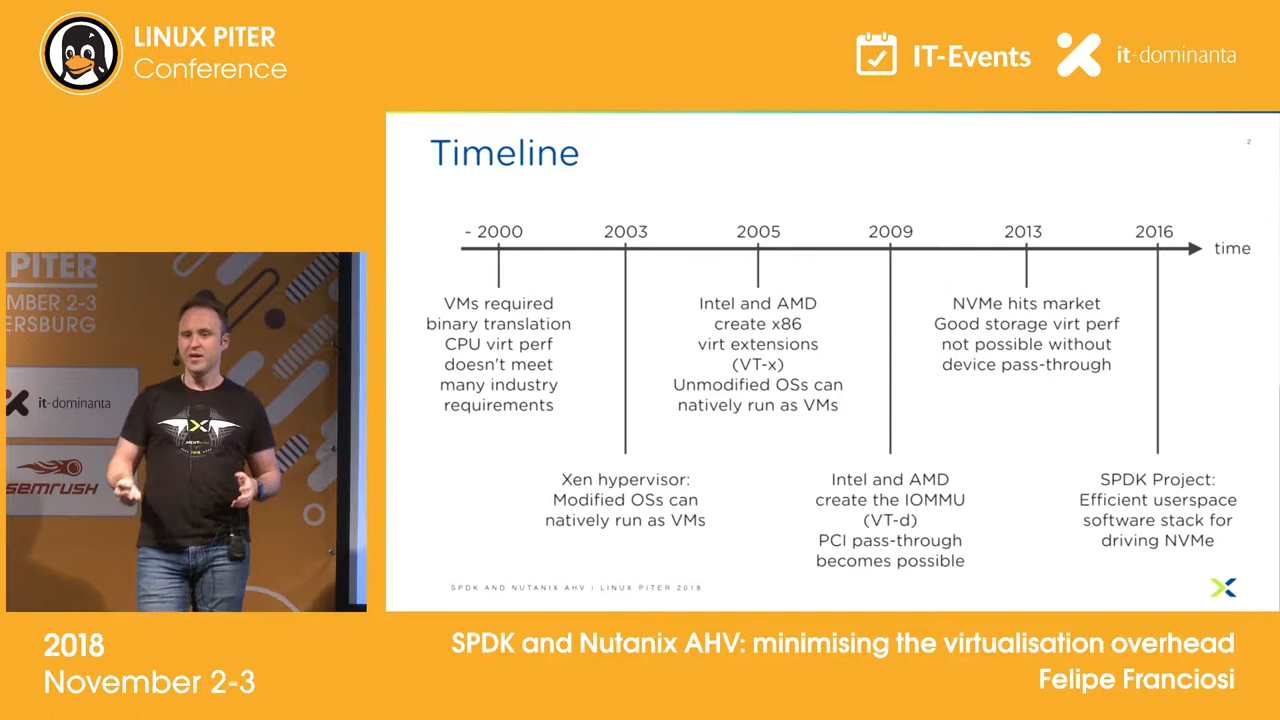 LINUX PITER
Conference
IT-Events
it-dominanta
Timeline
2
~ 2000
2003
2005
2009
2013
2016
time
VMs required
binary translation
CPU virt perf
doesn't meet
many industry
requirements
Intel and AMD
create x86
virt extensions
(VT-x)
Unmodified OSs can
natively run as VMs
NVMe hits market
Good storage virt perf
not possible without
device pass-through
Xen hypervisor:
Modified OSs can
natively run as VMs
Intel and AMD
create the IOMMU
(VT-d)
PCI pass-through
becomes possible
SPDK Project:
Efficient userspace
software stack for
driving NVMe
SPDK AND NUTANIX AHV | LINUX PITER 2018
PITER
MBER 2-3
ERSBURG
it-dominanta
semrush
2018
November 2-3
SPDK and Nutanix AHV: minimising the virtualisation overhead
Felipe Franciosi